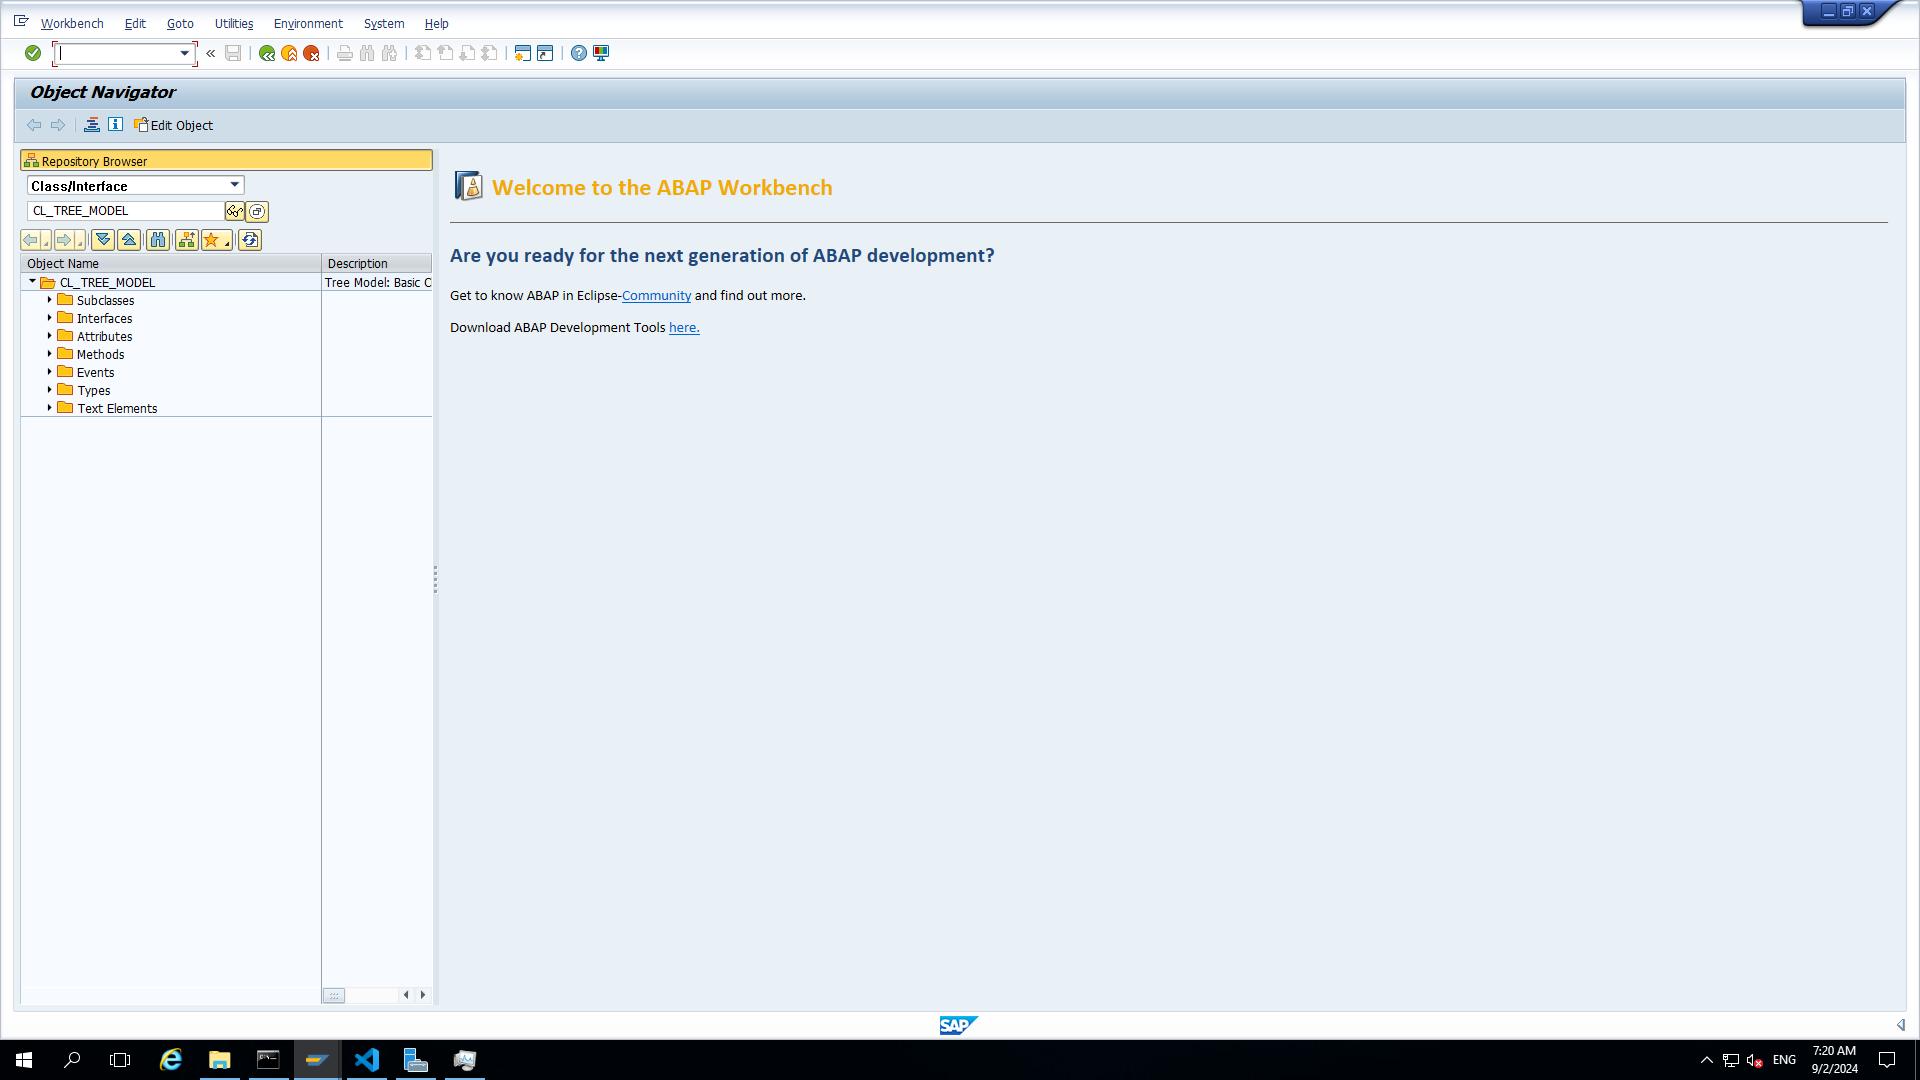 Workbench Edit Goto Utilities Environment System Help
Object Navigator
Edit Object
Repository Browser
Class/Interface
CL_TREE_MODEL
Object Name Description
CL_TREE_MODEL Tree Model: Basic C
Subclasses
Interfaces
Attributes
Methods
Events
Types
Text Elements
Welcome to the ABAP Workbench
Are you ready for the next generation of ABAP development?
Get to know ABAP in Eclipse-Community and find out more.
Download ABAP Development Tools here.
SAP
ENG
7:20 AM
9/2/2024